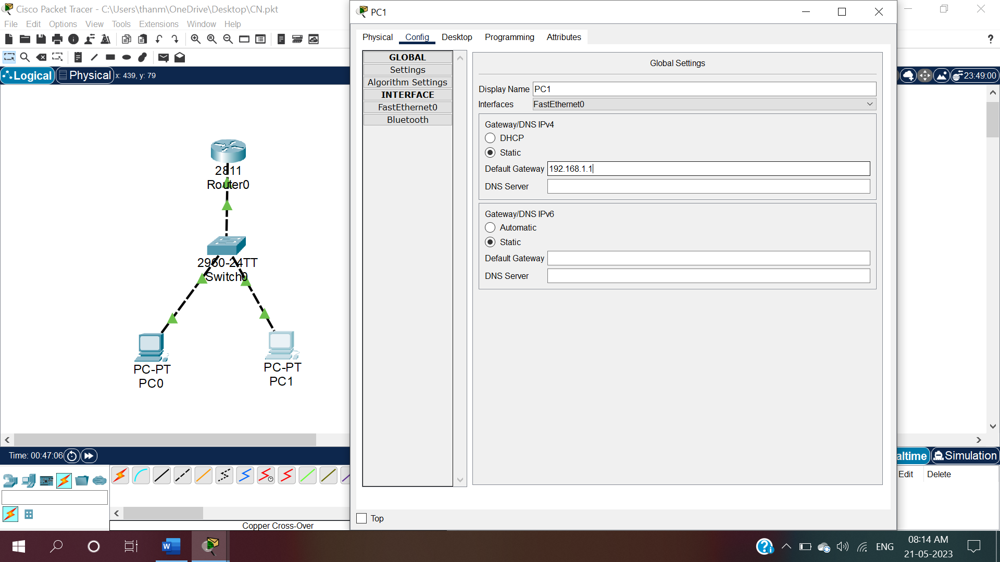 Cisco Packet Tracer - C:\Users\thanm\OneDrive\Desktop\CN.pkt
File Edit Options View Tools Extensions Window Help
Logical Physical x: 439, y: 79
2811
Router0
2960-24TT
Switch0
PC-PT
PC0
PC-PT
PC1
Time: 00:47:06
Copper Cross-Over
PC1
Physical Config Desktop Programming Attributes
GLOBAL
Settings
Algorithm Settings
INTERFACE
FastEthernet0
Bluetooth
Global Settings
Display Name PC1
Interfaces FastEthernet0
Gateway/DNS IPv4
DHCP
Static
Default Gateway 192.168.1.1
DNS Server
Gateway/DNS IPv6
Automatic
Static
Default Gateway
DNS Server
Top
?
23:49:00
altime Simulation
Edit Delete
W
?
ENG
08:14 AM
21-05-2023